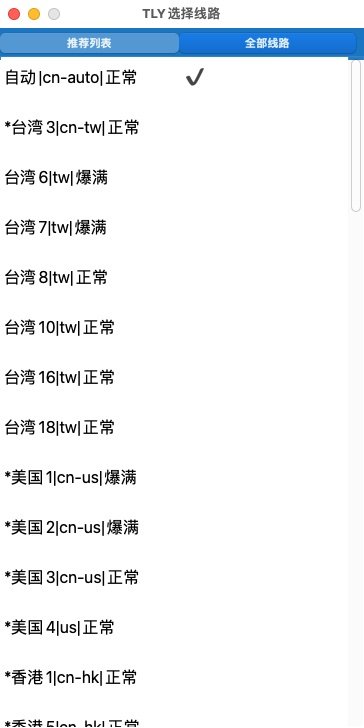 TLY 选择线路
推荐列表 全部线路
自动|cn-auto|正常 ✓
*台湾 3|cn-tw|正常
台湾 6|tw|爆满
台湾 7|tw|爆满
台湾 8|tw|正常
台湾 10|tw|正常
台湾 16|tw|正常
台湾 18|tw|正常
*美国 1|cn-us|爆满
*美国 2|cn-us|爆满
*美国 3|cn-us|正常
*美国 4|us|正常
*香港 1|cn-hk|正常
*香港 5|cn-hk|正常